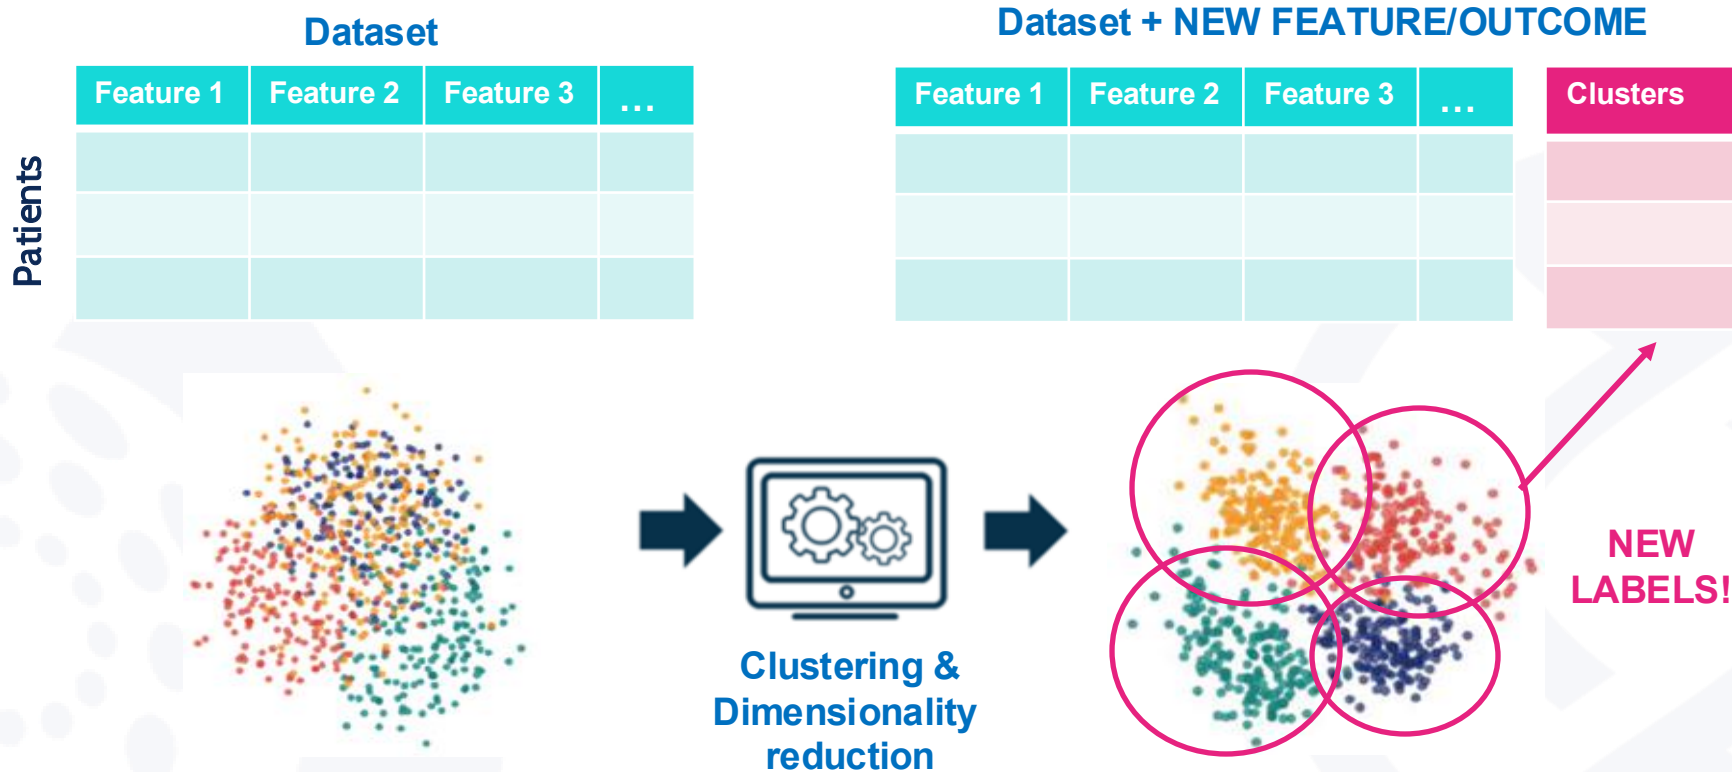 Dataset
Feature 1 Feature 2 Feature 3 ...
Patients
Dataset + NEW FEATURE/OUTCOME
Feature 1 Feature 2 Feature 3 ... Clusters
Clustering &
Dimensionality
reduction
NEW
LABELS!